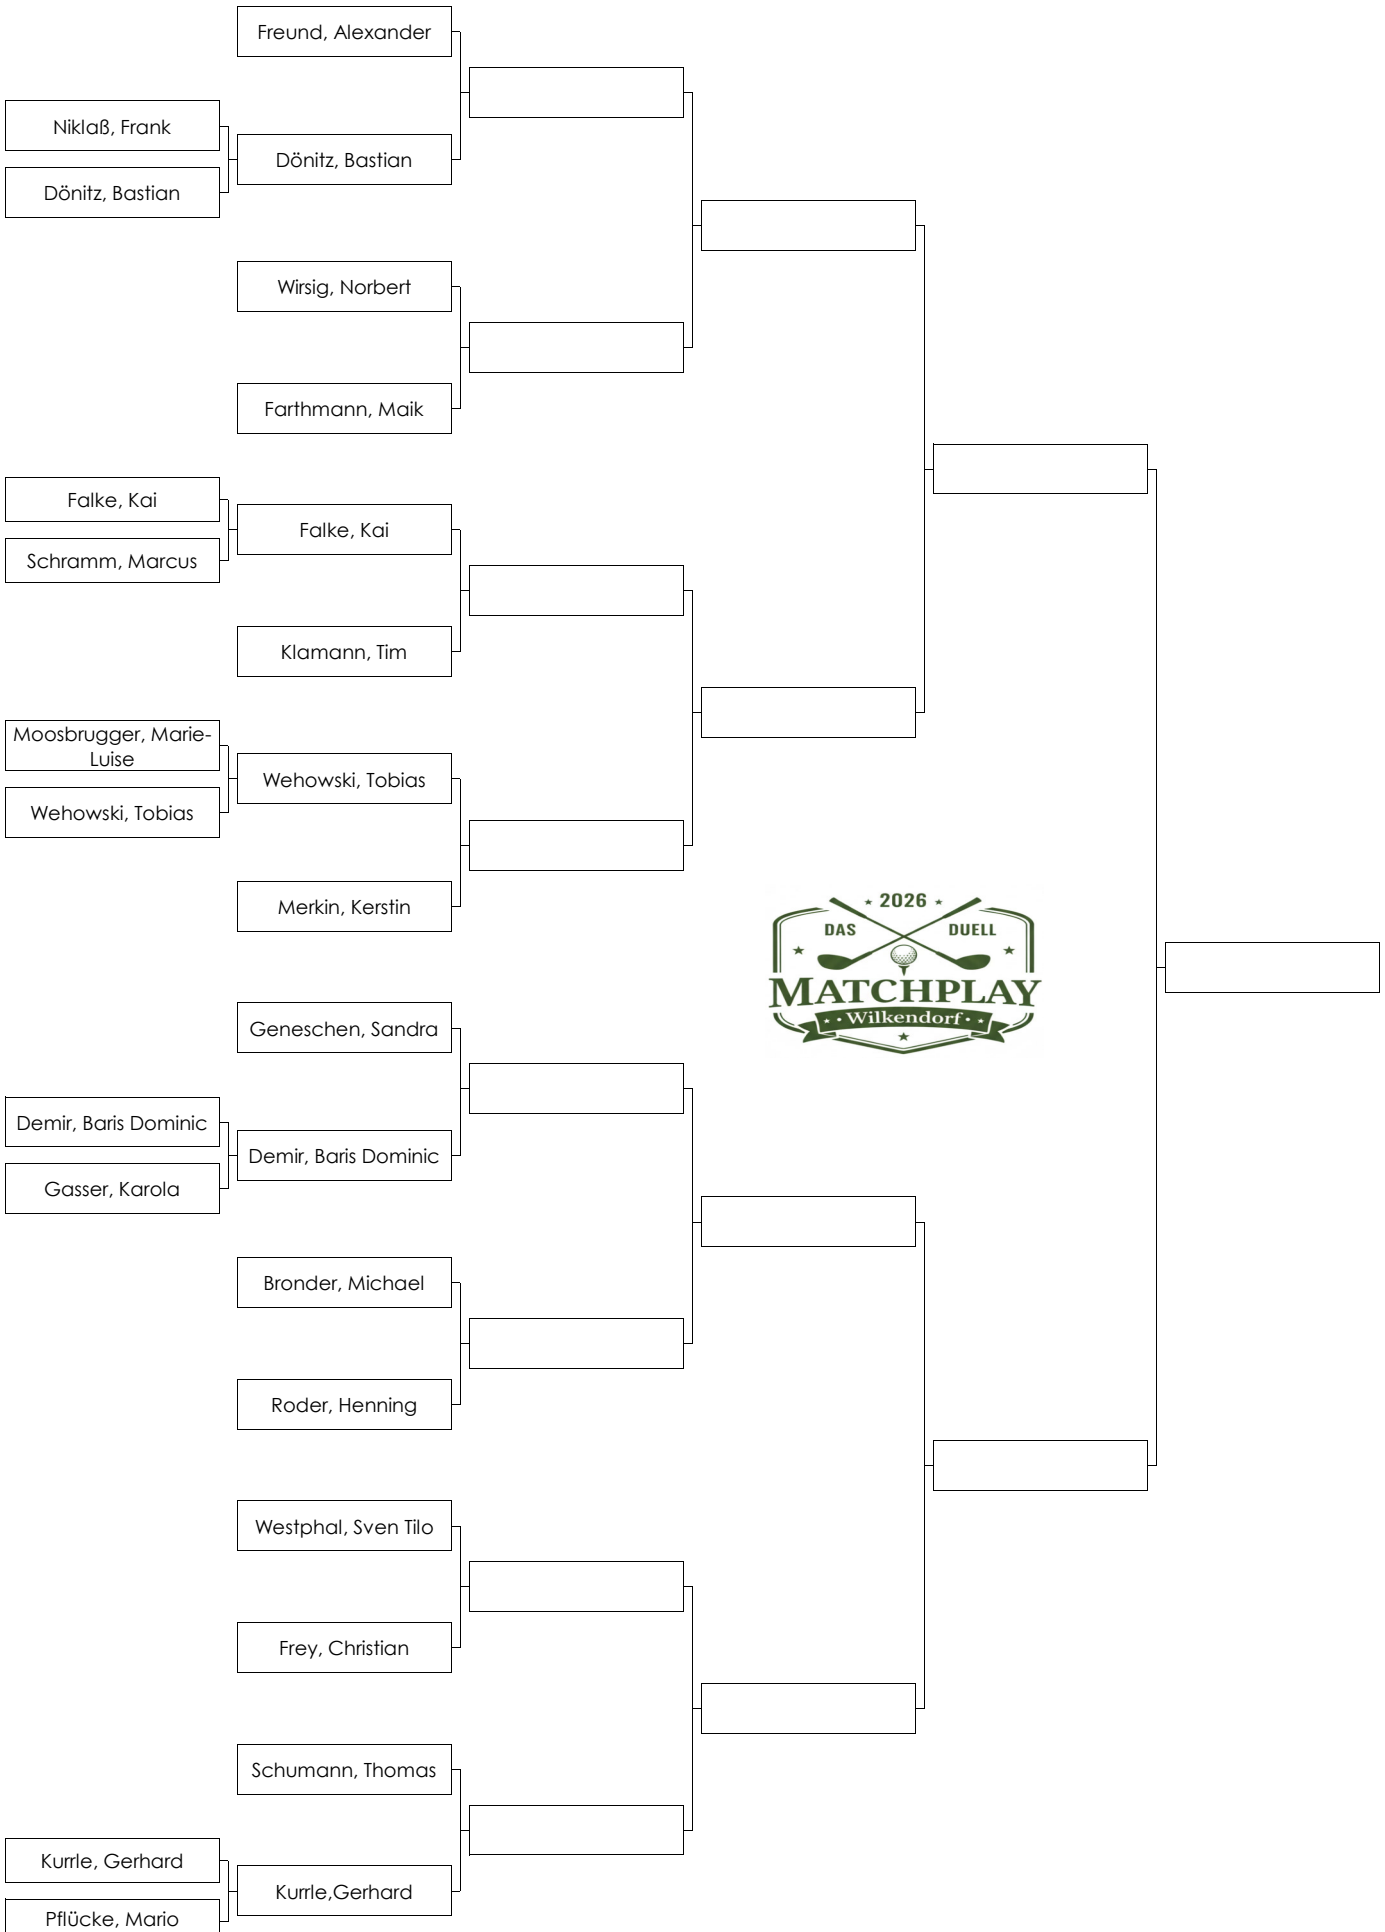 Freund, Alexander
Niklaß, Frank
Dönitz, Bastian
Dönitz, Bastian
Wirsig, Norbert
Farthmann, Maik
Falke, Kai
Falke, Kai
Schramm, Marcus
Klamann, Tim
Moosbrugger, Marie-
Luise
Wehowski, Tobias
Wehowski, Tobias
Merkin, Kerstin
2026
DAS DUELL
MATCHPLAY
Wilkendorf
Geneschen, Sandra
Demir, Baris Dominic
Demir, Baris Dominic
Gasser, Karola
Bronder, Michael
Roder, Henning
Westphal, Sven Tilo
Frey, Christian
Schumann, Thomas
Kurrle, Gerhard
Kurrle,Gerhard
Pflücke, Mario